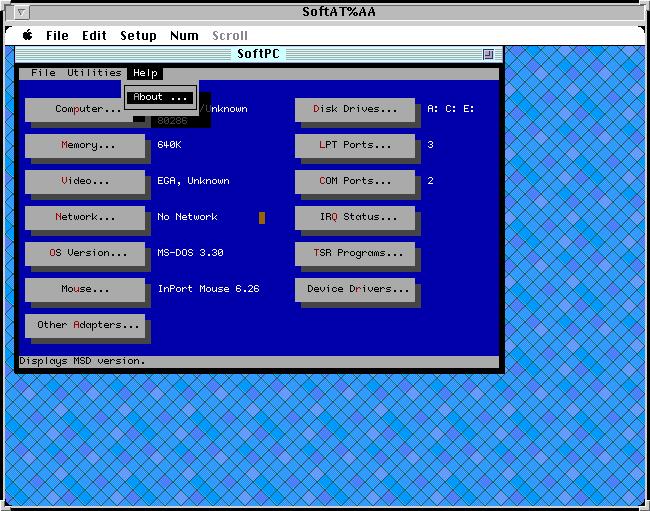 SoftAT%AA
File Edit Setup Num Scroll
SoftPC
File Utilities Help
About ...
Computer... /Unknown
80286
Disk Drives... A: C: E:
Memory... 640K
LPT Ports... 3
Video... EGA, Unknown
COM Ports... 2
Network... No Network
IRQ Status...
OS Version... MS-DOS 3.30
TSR Programs...
Mouse... InPort Mouse 6.26
Device Drivers...
Other Adapters...
Displays MSD version.